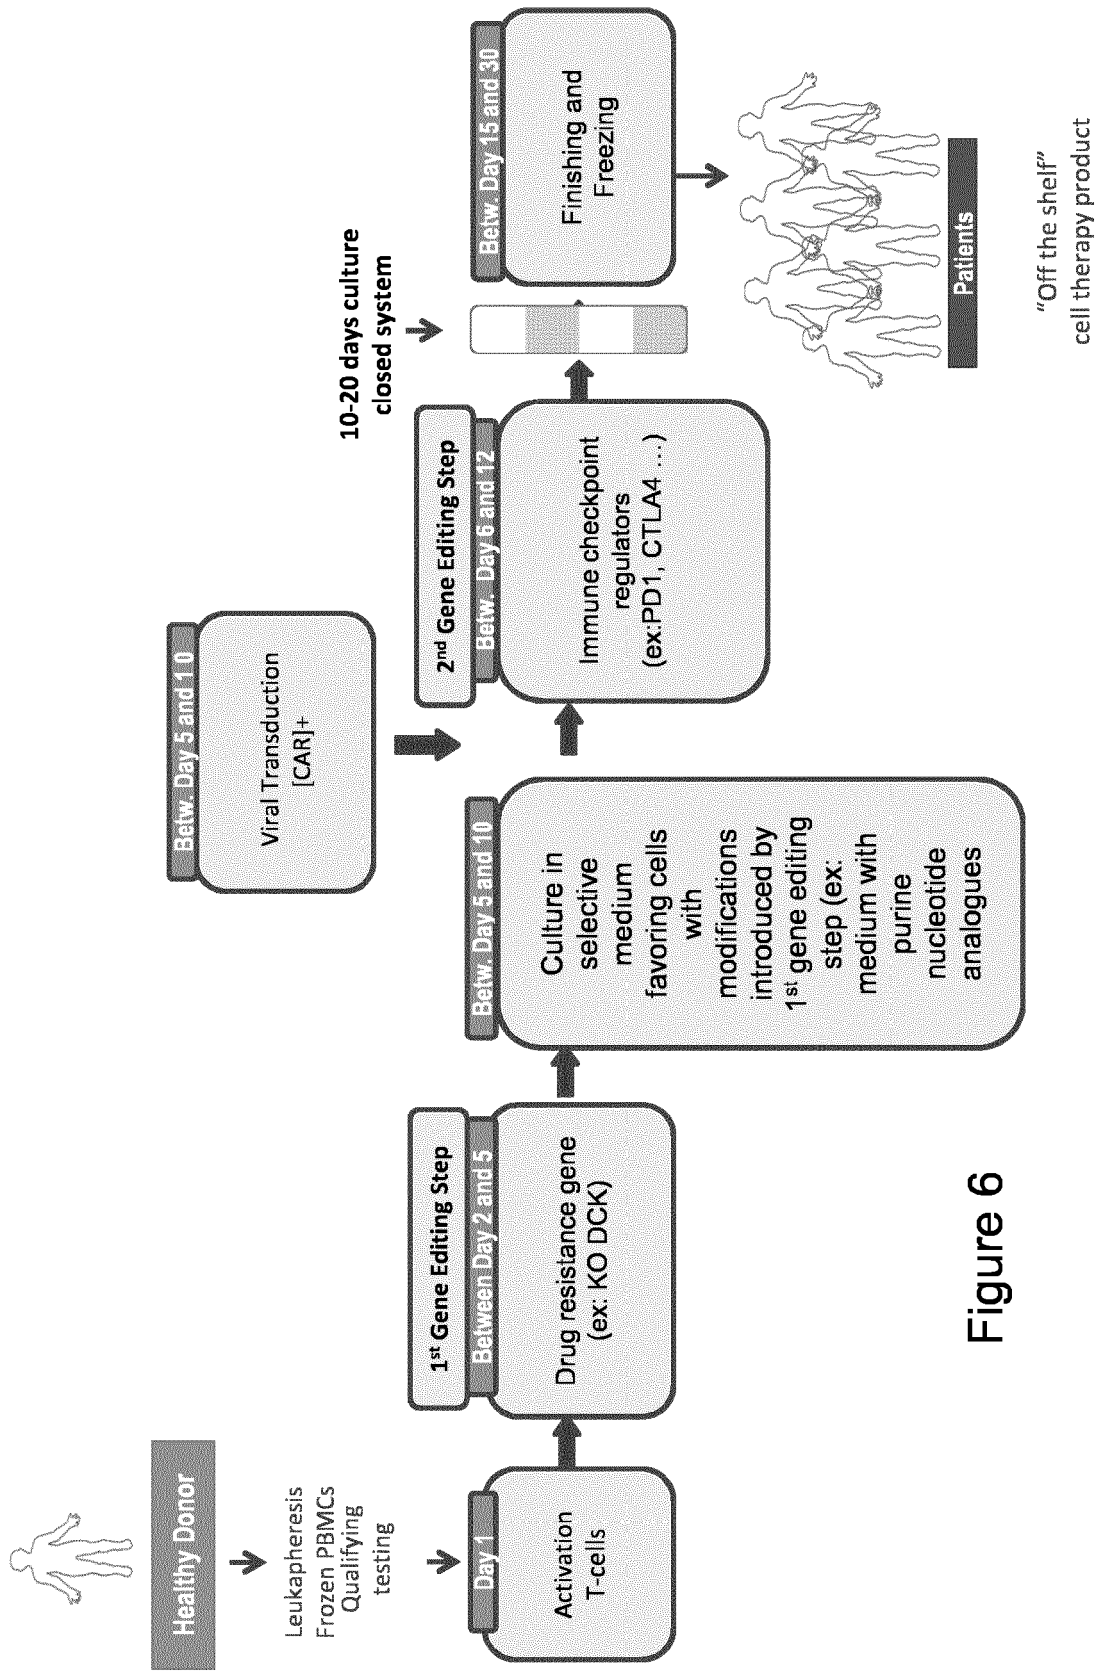 Healthy Donor
Leukapheresis
Frozen PBMCs
Qualifying
testing
Day 1
Activation
T-cells
1st Gene Editing Step
Between Day 2 and 5
Drug resistance gene
(ex: KO DCK)
Betw. Day 5 and 10
Culture in
selective
medium
favoring cells
with
modifications
introduced by
1st gene editing
step (ex:
medium with
purine
nucleotide
analogues
Betw. Day 5 and 1 0
Viral Transduction
[CAR]+
2nd Gene Editing Step
Betw. Day 6 and 12
Immune checkpoint
regulators
(ex:PD1, CTLA4 …)
10-20 days culture
closed system
Betw. Day 15 and 30
Finishing and
Freezing
Patients
"Off the shelf"
cell therapy product
Figure 6